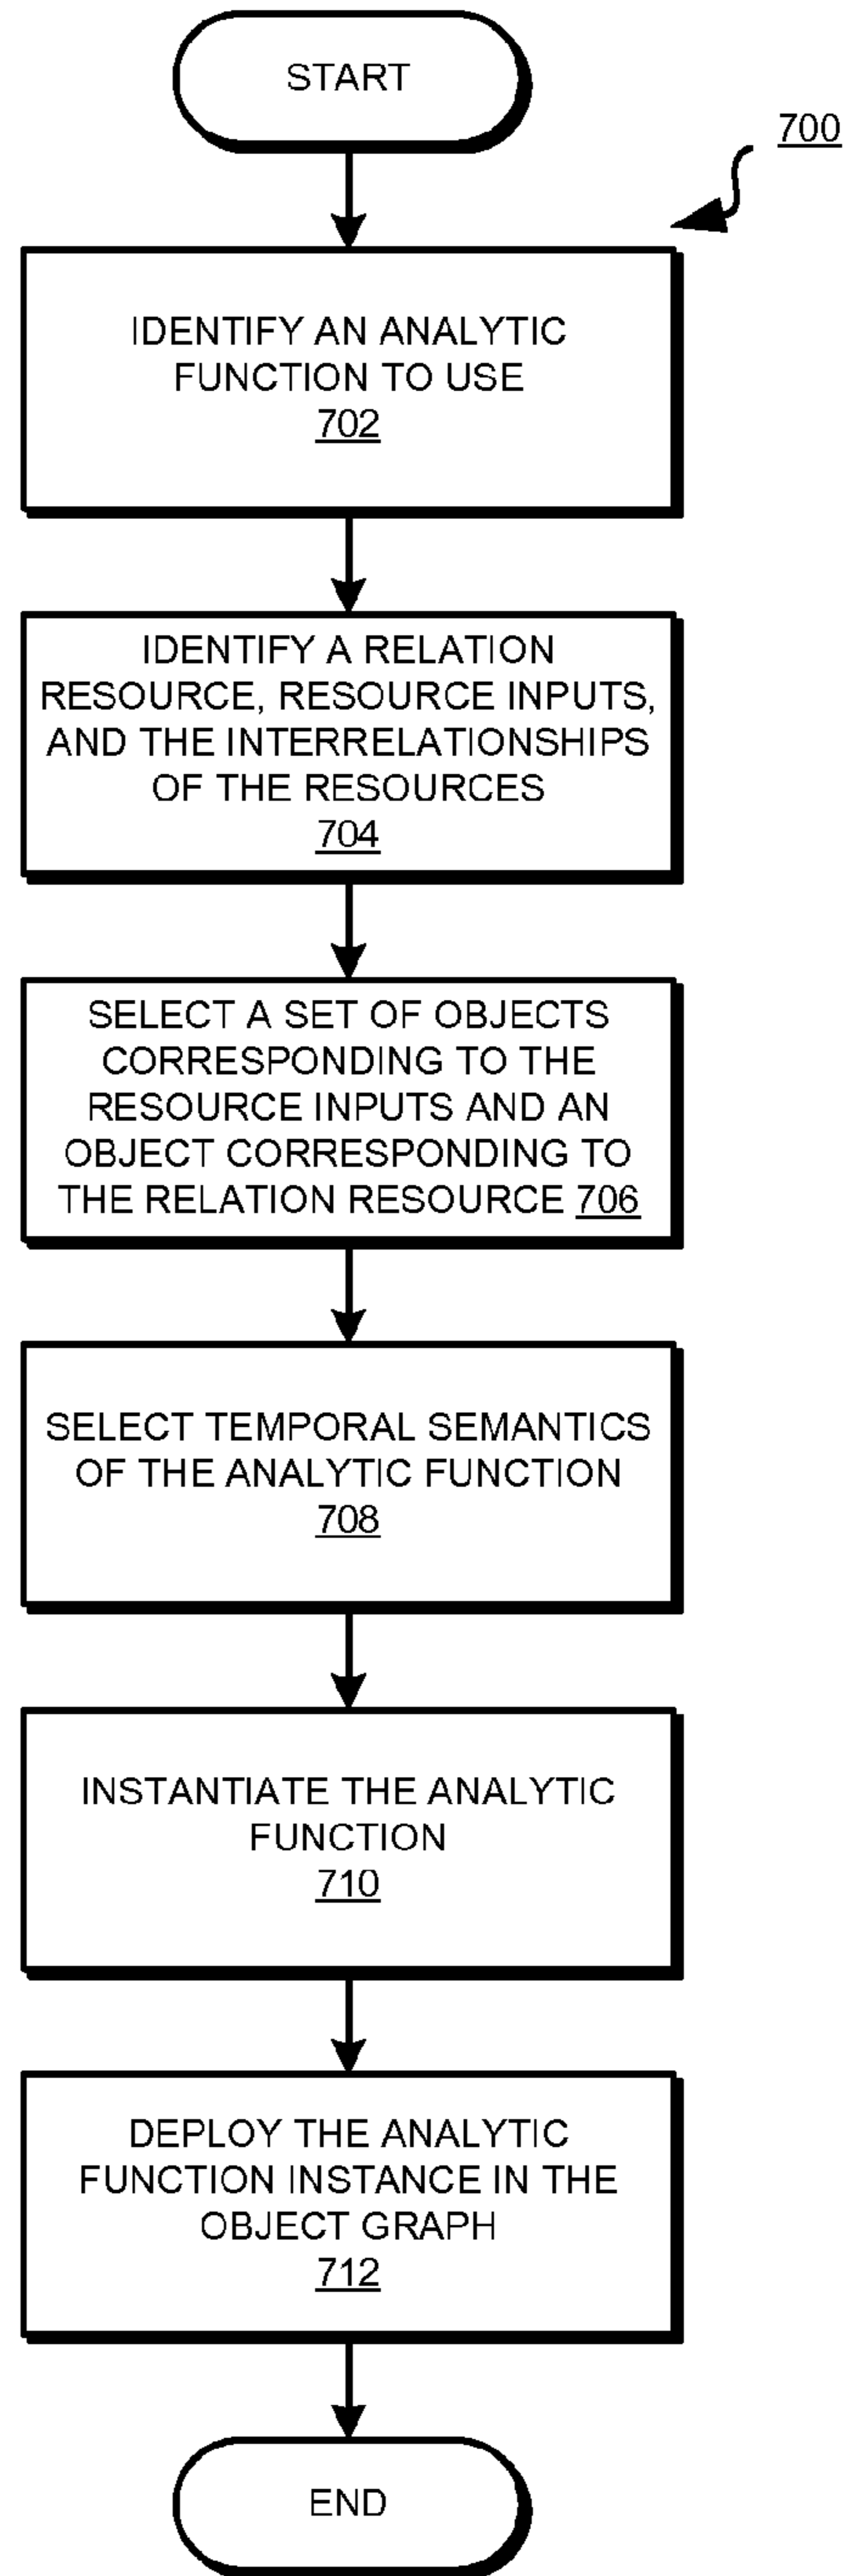 START
700
IDENTIFY AN ANALYTIC
FUNCTION TO USE
702
IDENTIFY A RELATION
RESOURCE, RESOURCE INPUTS,
AND THE INTERRELATIONSHIPS
OF THE RESOURCES
704
SELECT A SET OF OBJECTS
CORRESPONDING TO THE
RESOURCE INPUTS AND AN
OBJECT CORRESPONDING TO
THE RELATION RESOURCE 706
SELECT TEMPORAL SEMANTICS
OF THE ANALYTIC FUNCTION
708
INSTANTIATE THE ANALYTIC
FUNCTION
710
DEPLOY THE ANALYTIC
FUNCTION INSTANCE IN THE
OBJECT GRAPH
712
END